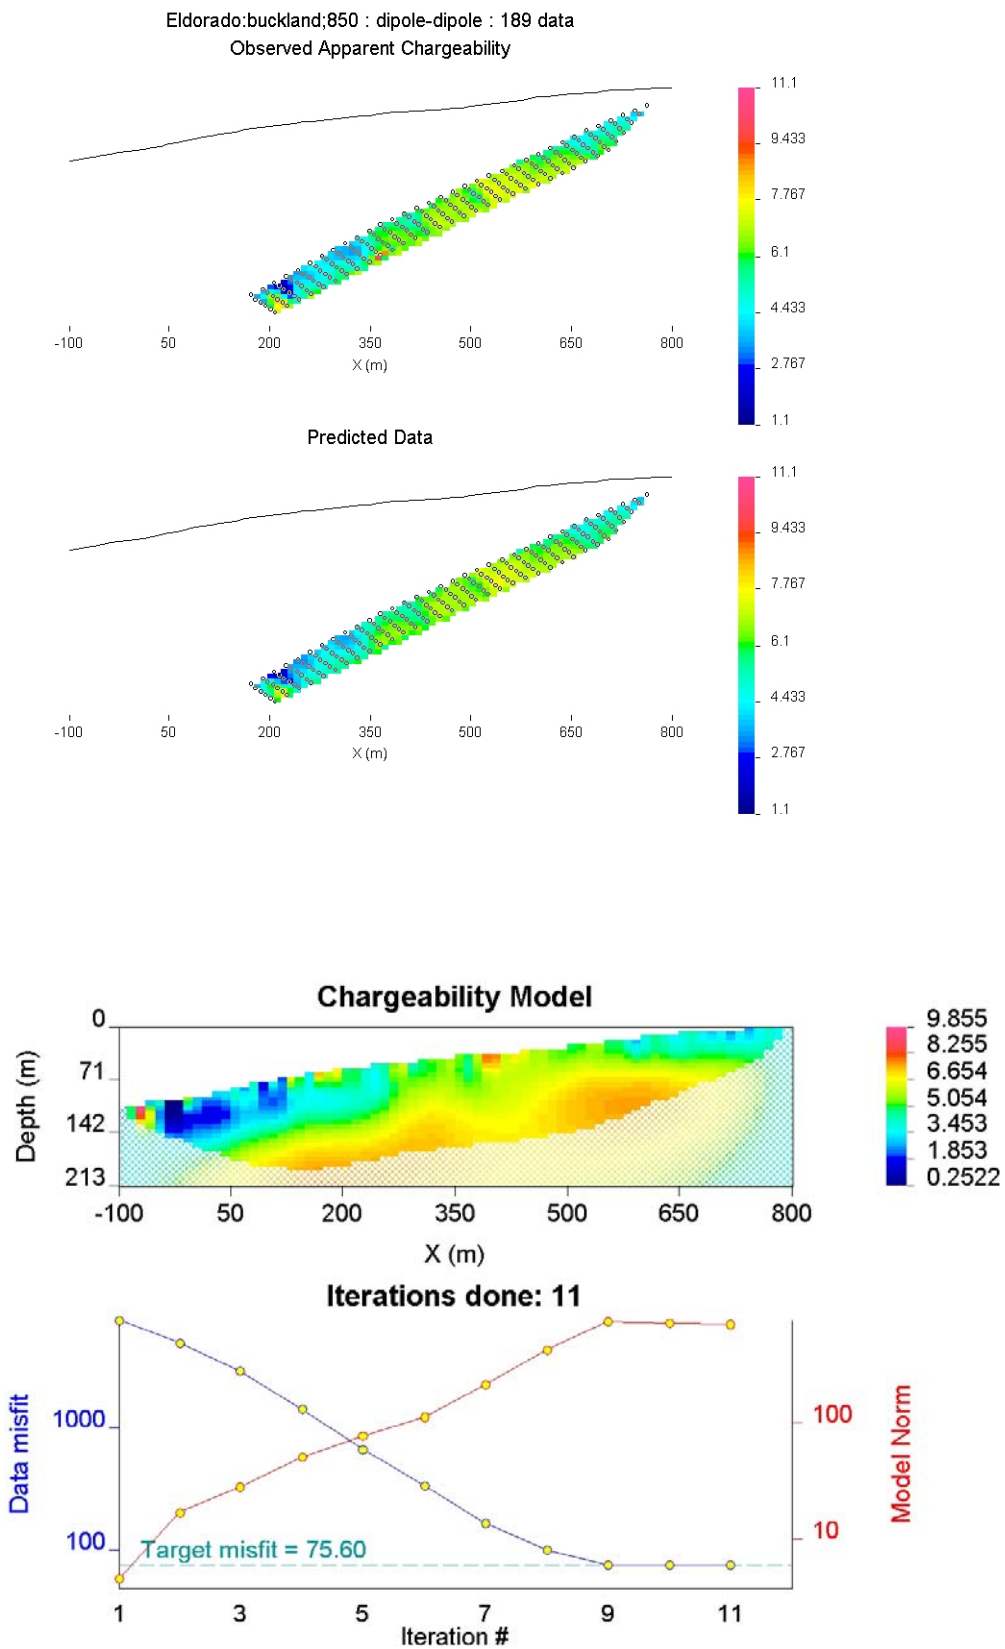 Eldorado:buckland;850 : dipole-dipole : 189 data
Observed Apparent Chargeability
11.1
9.433
7.767
6.1
4.433
2.767
1.1
-100 50 200 350 500 650 800
X (m)
Predicted Data
11.1
9.433
7.767
6.1
4.433
2.767
1.1
-100 50 200 350 500 650 800
X (m)
Chargeability Model
Depth (m)
0
71
142
213
9.855
8.255
6.654
5.054
3.453
1.853
0.2522
-100 50 200 350 500 650 800
X (m)
Iterations done: 11
Data misfit
1000
100
Target misfit = 75.60
100
10
Model Norm
1 3 5 7 9 11
Iteration #